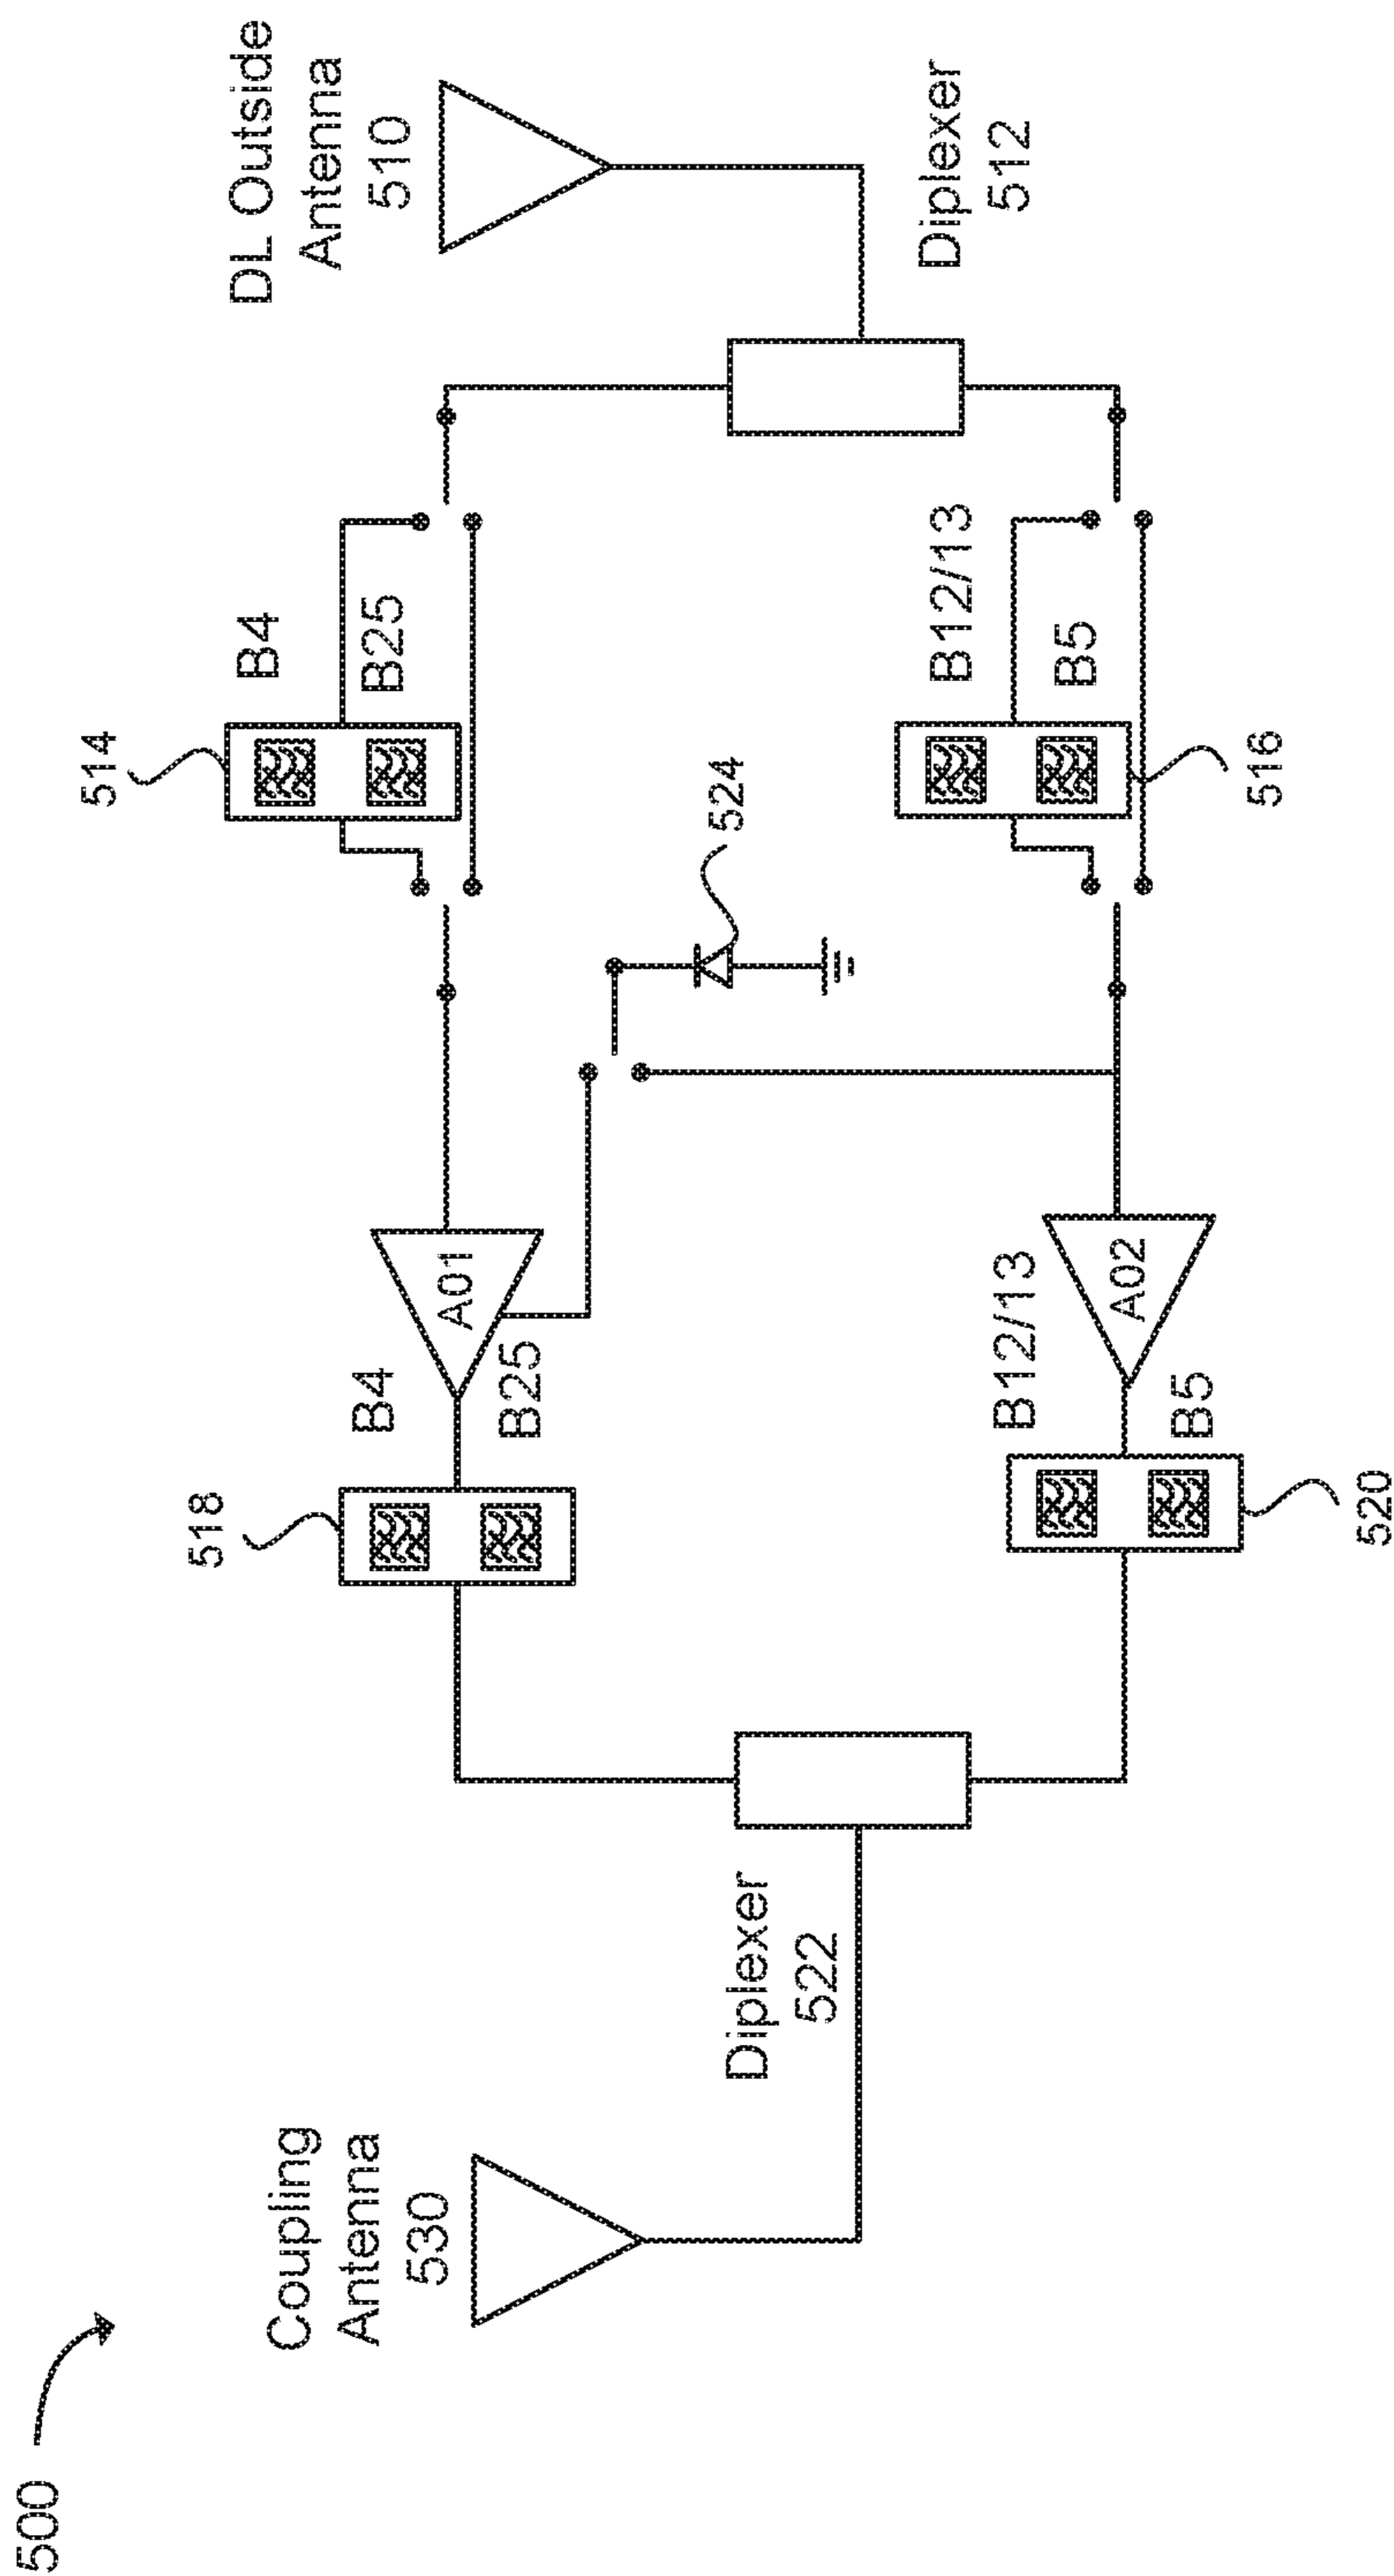 500
Coupling
Antenna
530
Diplexer
522
518
B4
B25
B12/13
B5
520
A01
A02
524
514
B4
B25
B12/13
B5
516
DL Outside
Antenna
510
Diplexer
512